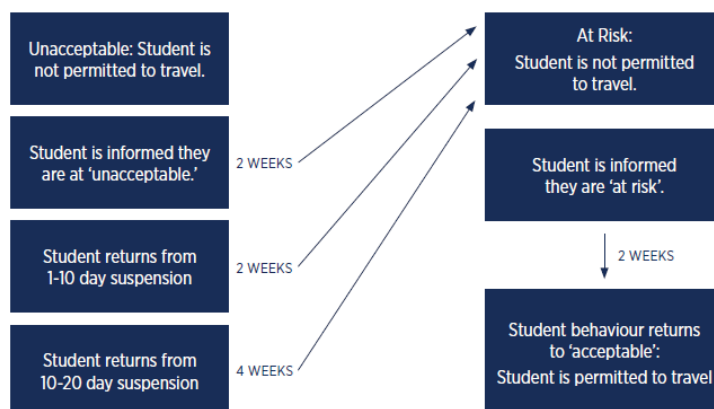 Unacceptable: Student is
not permitted to travel.
Student is informed they
are at ‘unacceptable.’
2 WEEKS
Student returns from
1-10 day suspension
2 WEEKS
Student returns from
10-20 day suspension
4 WEEKS
At Risk:
Student is not permitted
to travel.
Student is informed
they are ‘at risk’.
2 WEEKS
Student behaviour returns
to ‘acceptable’:
Student is permitted to travel